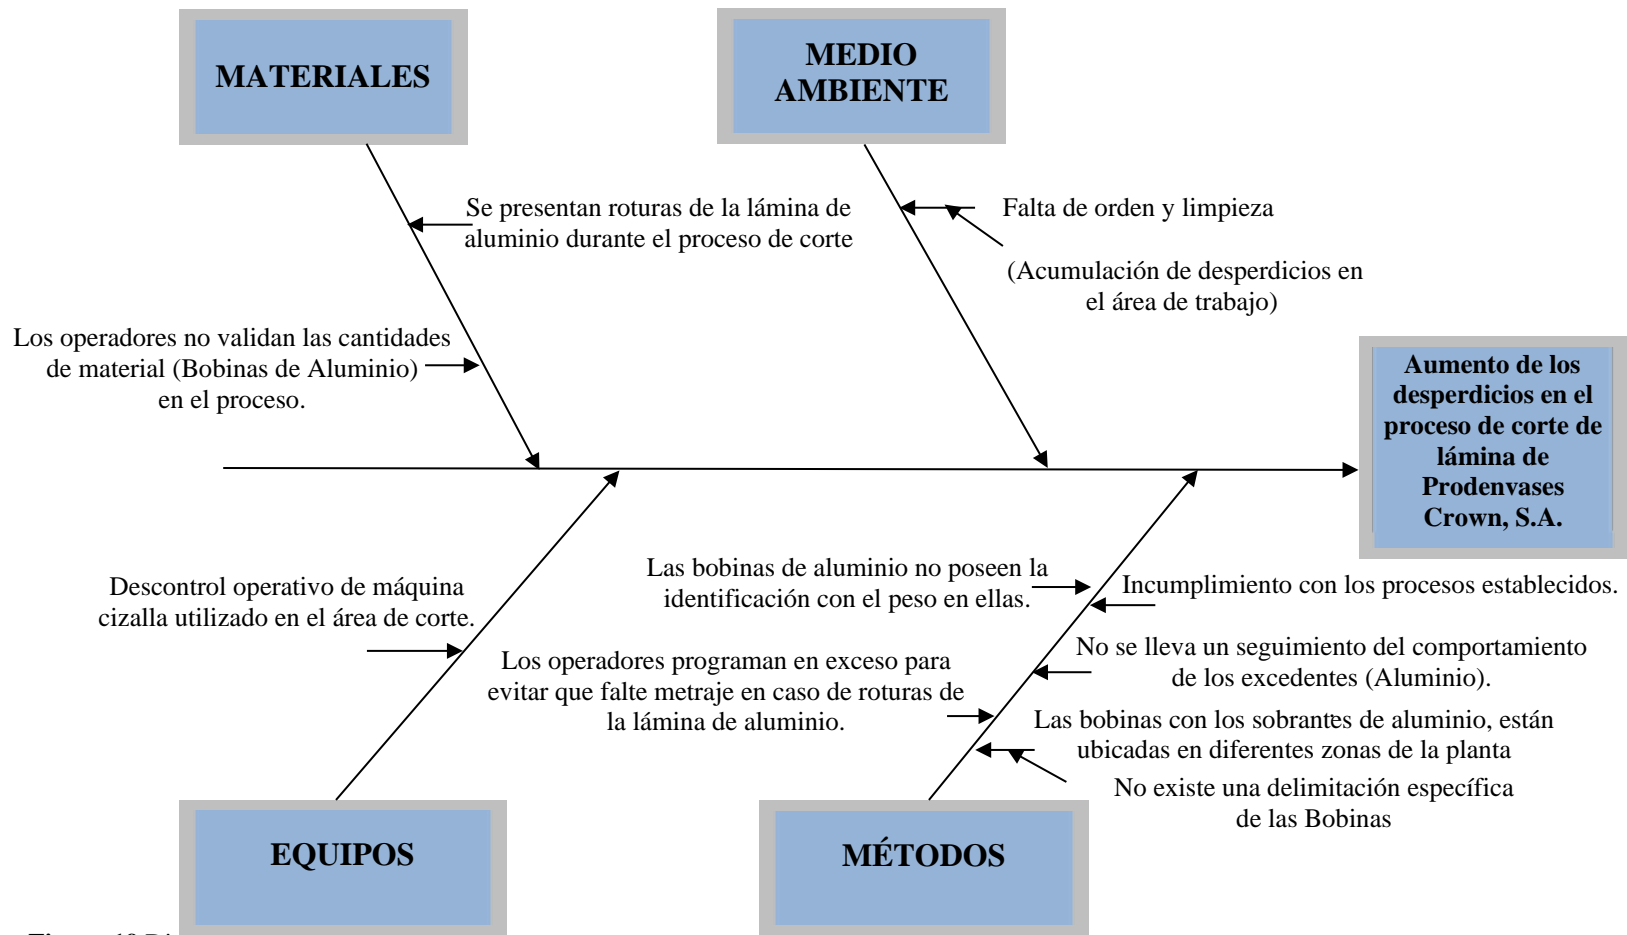 MATERIALES
MEDIO
AMBIENTE
Se presentan roturas de la lámina de
aluminio durante el proceso de corte
Falta de orden y limpieza
(Acumulación de desperdicios en
el área de trabajo)
Los operadores no validan las cantidades
de material (Bobinas de Aluminio)
en el proceso.
Aumento de los
desperdicios en el
proceso de corte de
lámina de
Prodenvases
Crown, S.A.
Descontrol operativo de máquina
cizalla utilizado en el área de corte.
Las bobinas de aluminio no poseen la
identificación con el peso en ellas.
Incumplimiento con los procesos establecidos.
Los operadores programan en exceso para
evitar que falte metraje en caso de roturas de
la lámina de aluminio.
No se lleva un seguimiento del comportamiento
de los excedentes (Aluminio).
Las bobinas con los sobrantes de aluminio, están
ubicadas en diferentes zonas de la planta
No existe una delimitación específica
de las Bobinas
EQUIPOS
MÉTODOS